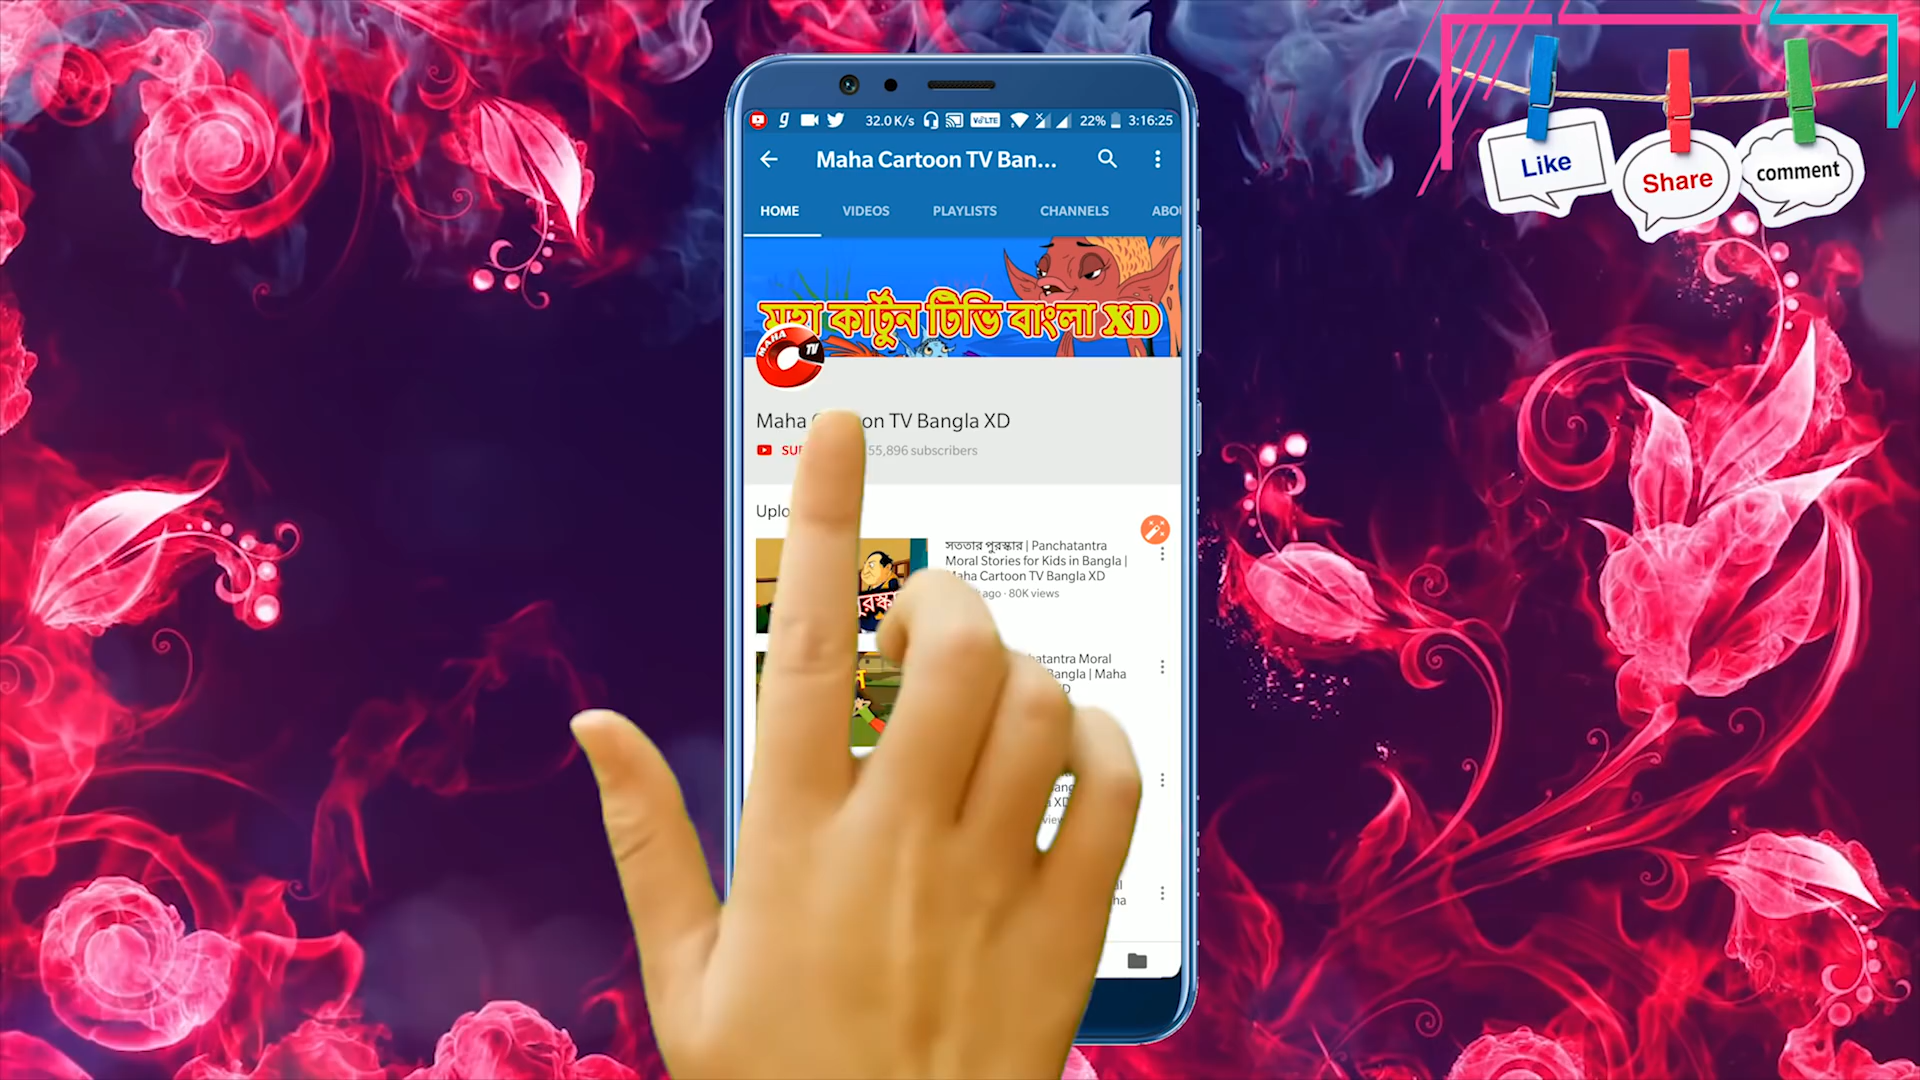 32.0 K/s VoLTE 22% 3:16:25
Maha Cartoon TV Ban...
HOME VIDEOS PLAYLISTS CHANNELS ABOU
মহা কার্টুন টিভি বাংলা XD
MAHA TV
Maha C on TV Bangla XD
55,896 subscribers
সততার পুরস্কার | Panchatantra
Moral Stories for Kids in Bangla |
Maha Cartoon TV Bangla XD
ago · 80K views
Moral
Bangla | Maha
Like
Share
comment